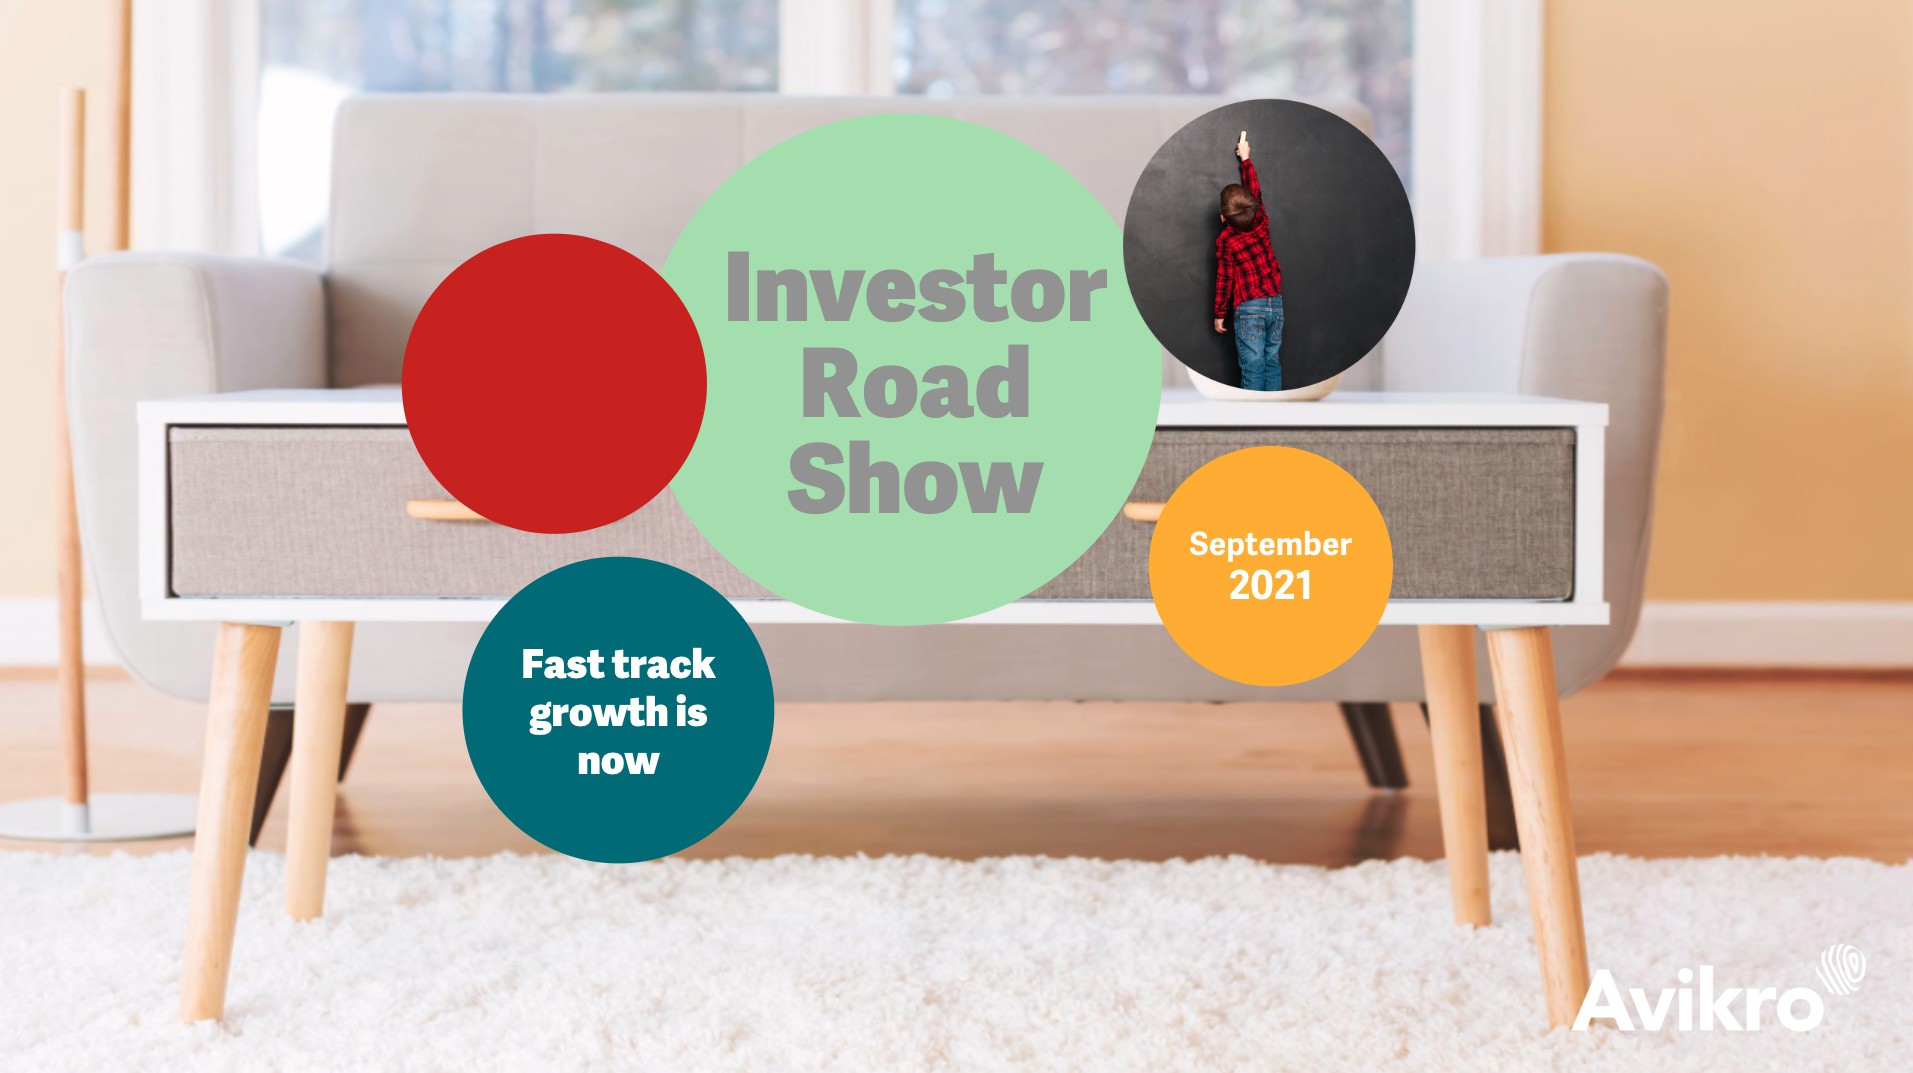 Investor
Road
Show
September
2021
Fast track
growth is
now
Avikro